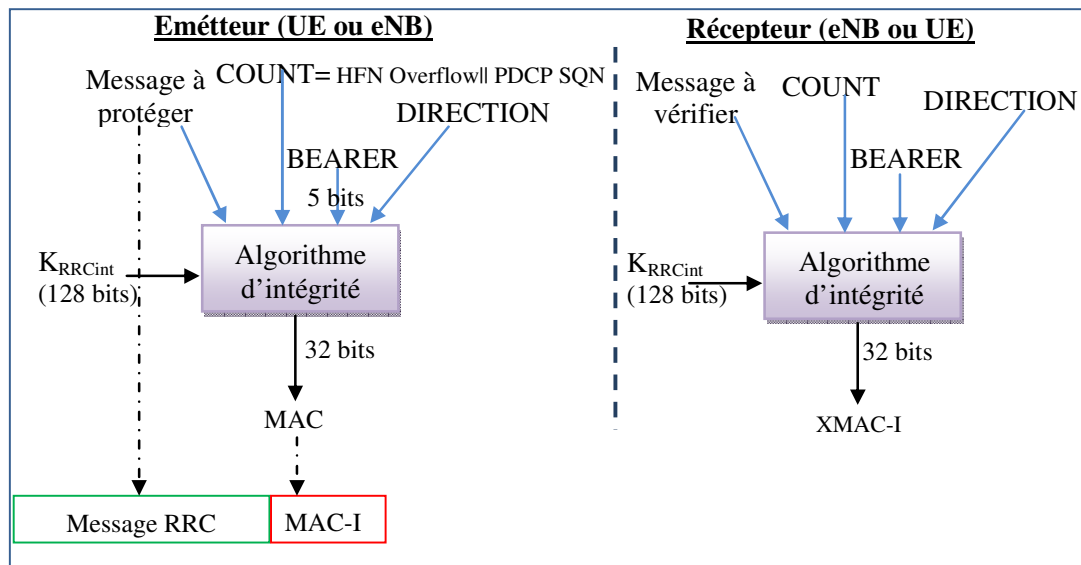 Emétteur (UE ou eNB)
Message à
protéger
COUNT= HFN Overflow|| PDCP SQN
DIRECTION
BEARER
5 bits
K_RRCint
(128 bits)
Algorithme
d'intégrité
32 bits
MAC
Message RRC
MAC-I
Récepteur (eNB ou UE)
Message à
vérifier
COUNT
DIRECTION
BEARER
K_RRCint
(128 bits)
Algorithme
d'intégrité
32 bits
XMAC-I